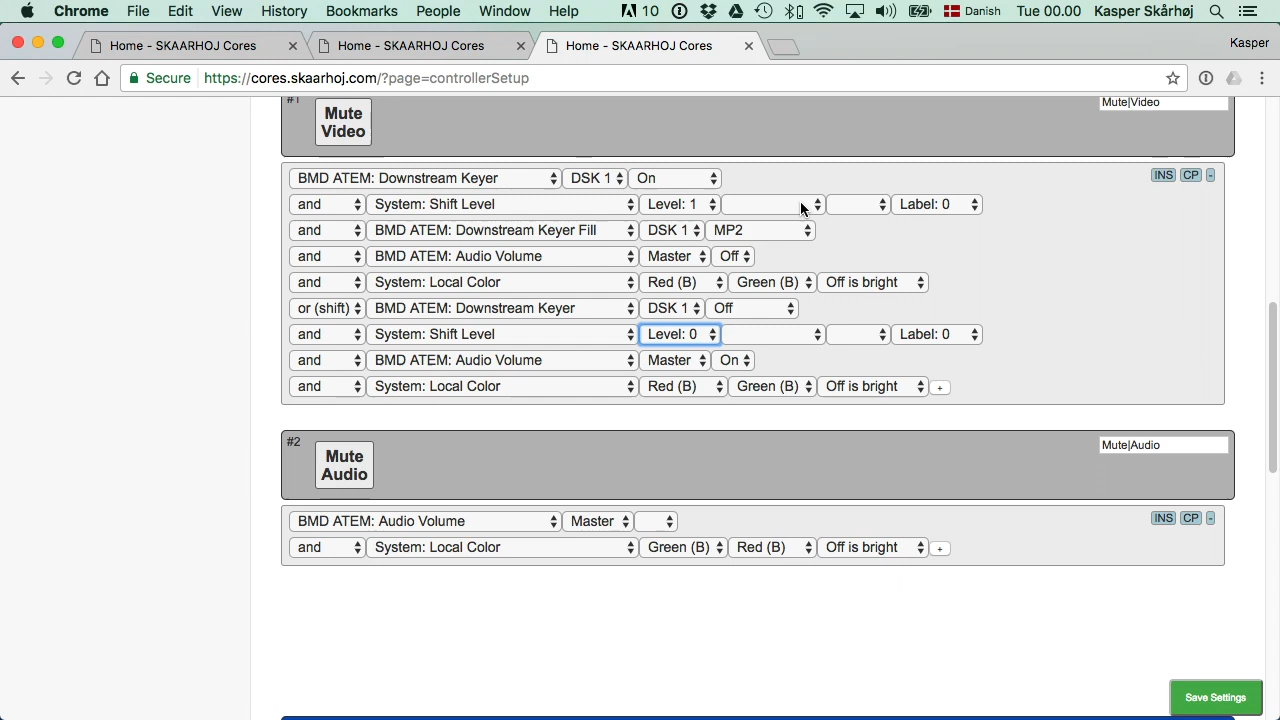 Chrome File Edit View History Bookmarks People Window Help 10 Danish Tue 00.00 Kasper Skårhøj
Home - SKAARHOJ Cores Home - SKAARHOJ Cores Home - SKAARHOJ Cores Kasper
Secure https://cores.skaarhoj.com/?page=controllerSetup
#1 Mute Video Mute|Video
BMD ATEM: Downstream Keyer DSK 1 On INS CP -
and System: Shift Level Level: 1 Label: 0
and BMD ATEM: Downstream Keyer Fill DSK 1 MP2
and BMD ATEM: Audio Volume Master Off
and System: Local Color Red (B) Green (B) Off is bright
or (shift) BMD ATEM: Downstream Keyer DSK 1 Off
and System: Shift Level Level: 0 Label: 0
and BMD ATEM: Audio Volume Master On
and System: Local Color Red (B) Green (B) Off is bright +
#2 Mute Audio Mute|Audio
BMD ATEM: Audio Volume Master INS CP -
and System: Local Color Green (B) Red (B) Off is bright +
Save Settings